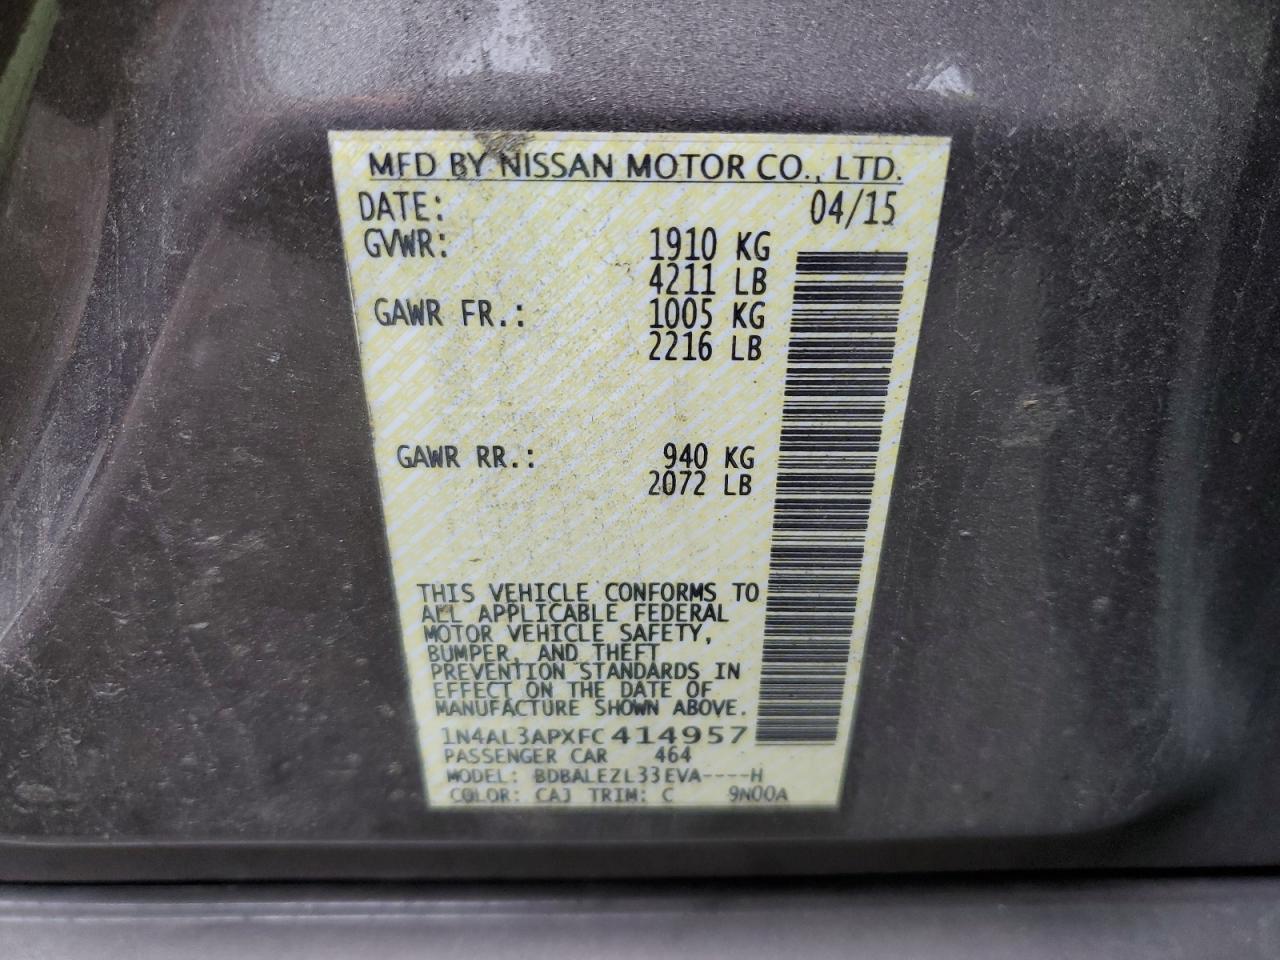 MFD BY NISSAN MOTOR CO., LTD.
DATE: 04/15
GVWR: 1910 KG
4211 LB
GAWR FR.: 1005 KG
2216 LB
GAWR RR.: 940 KG
2072 LB
THIS VEHICLE CONFORMS TO
ALL APPLICABLE FEDERAL
MOTOR VEHICLE SAFETY,
BUMPER, AND THEFT
PREVENTION STANDARDS IN
EFFECT ON THE DATE OF
MANUFACTURE SHOWN ABOVE.
1N4AL3APXFC414957
PASSENGER CAR 464
MODEL: BDBALEZL33EVA----H
COLOR: CAJ TRIM: C 9N00A